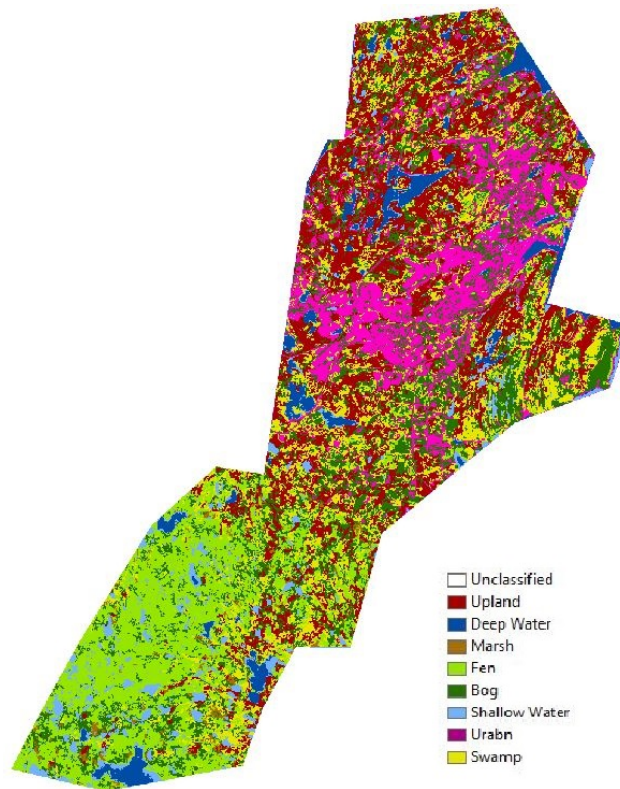 Unclassified
Upland
Deep Water
Marsh
Fen
Bog
Shallow Water
Urabn
Swamp